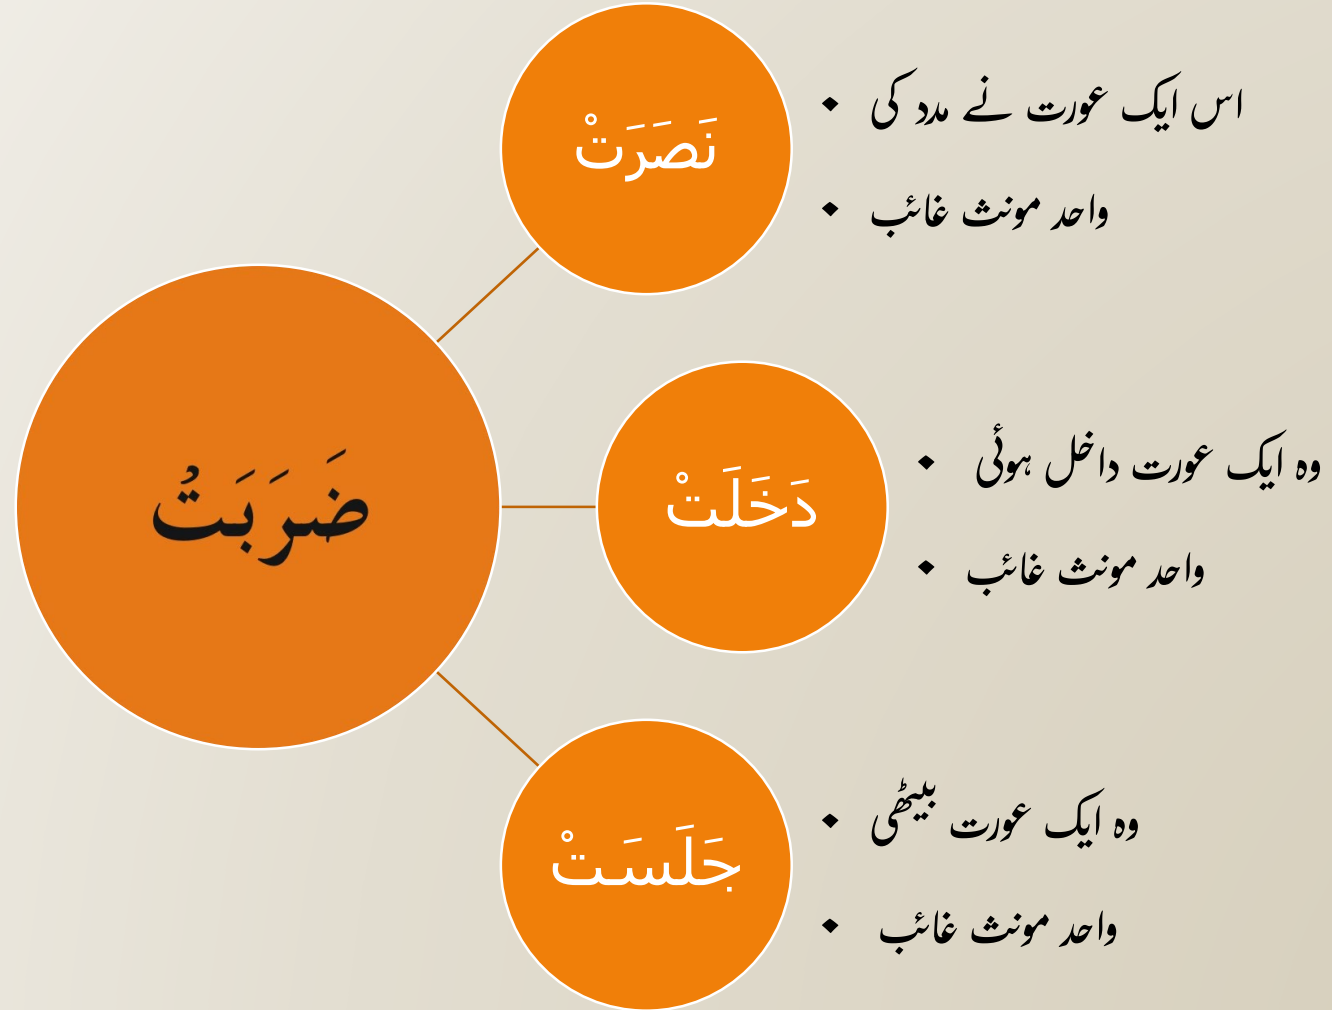 ضَرَبَتْ
نَصَرَتْ
اس ایک عورت نے مدد کی
واحد مونث غائب
دَخَلَتْ
وہ ایک عورت داخل ہوئی
واحد مونث غائب
جَلَسَتْ
وہ ایک عورت بیٹھی
واحد مونث غائب